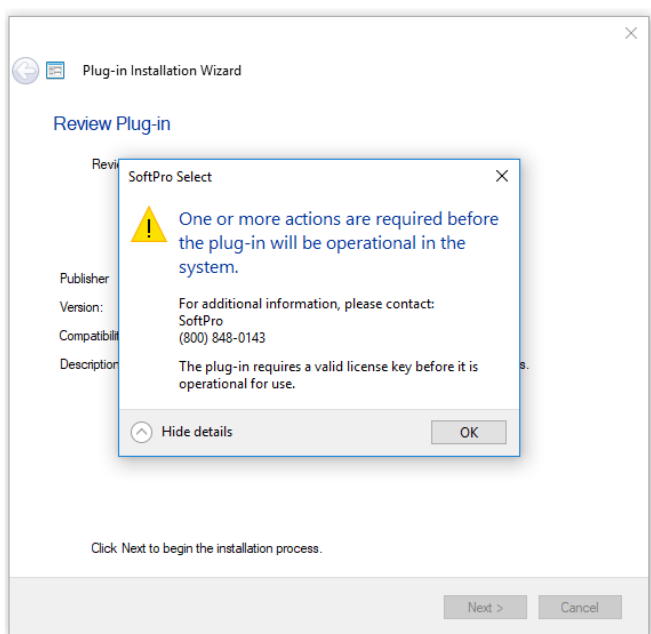 Plug-in Installation Wizard
Review Plug-in
SoftPro Select
One or more actions are required before
the plug-in will be operational in the
system.
Publisher
Version:
For additional information, please contact:
SoftPro
(800) 848-0143
Description
The plug-in requires a valid license key before it is
operational for use.
s.
Hide details
OK
Click Next to begin the installation process.
Next >
Cancel